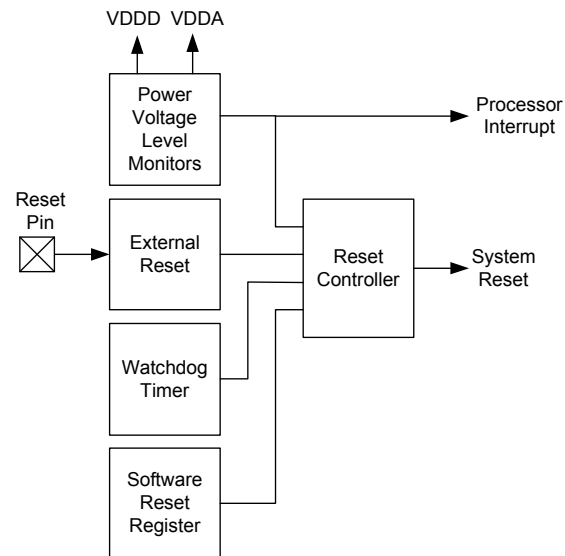 VDDD VDDA
Power
Voltage
Level
Monitors
Processor
Interrupt
Reset
Pin
External
Reset
Reset
Controller
System
Reset
Watchdog
Timer
Software
Reset
Register